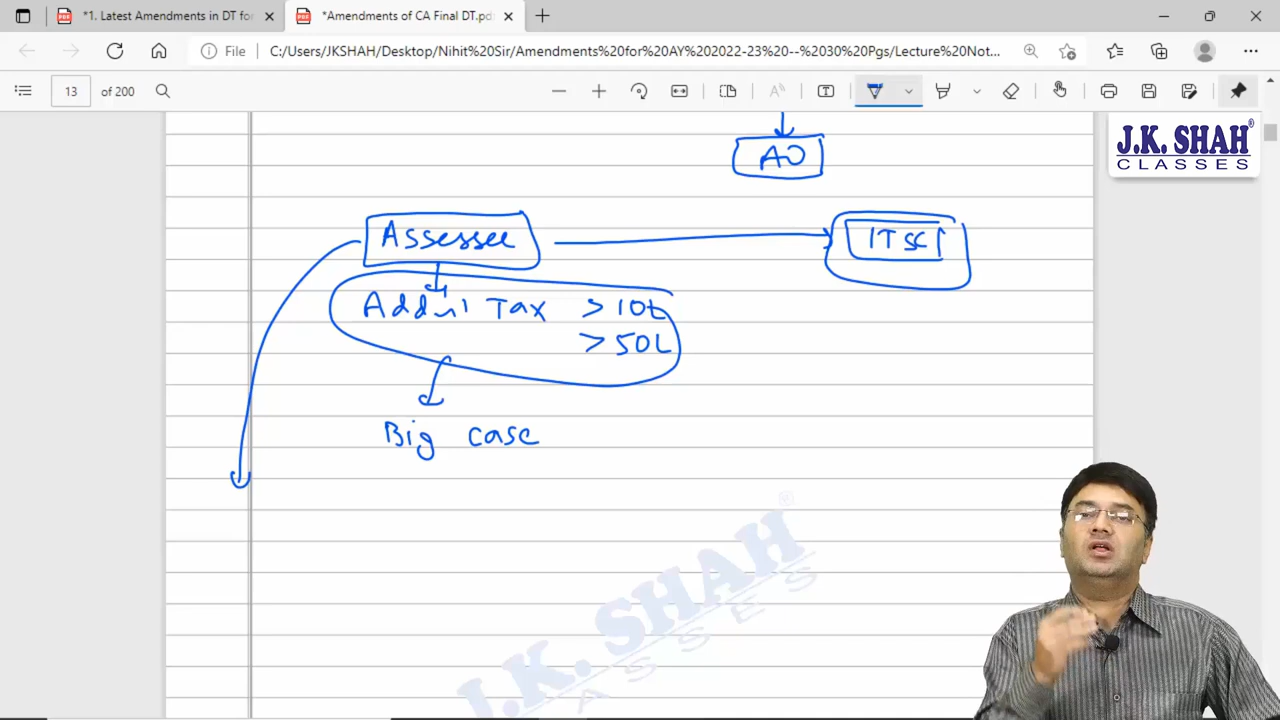 *1. Latest Amendments in DT for
*Amendments of CA Final DT.pd
File
C:/Users/JKSHAH/Desktop/Nihit%20Sir/Amendments%20for%20AY%202022-23%20--%2030%20Pgs/Lecture%20Not...
13 of 200
J.K. SHAH®
CLASSES
AO
Assessee
ITSC
Addnl Tax > 10L
> 50L
Big case
J.K. SHAH®
ASSES